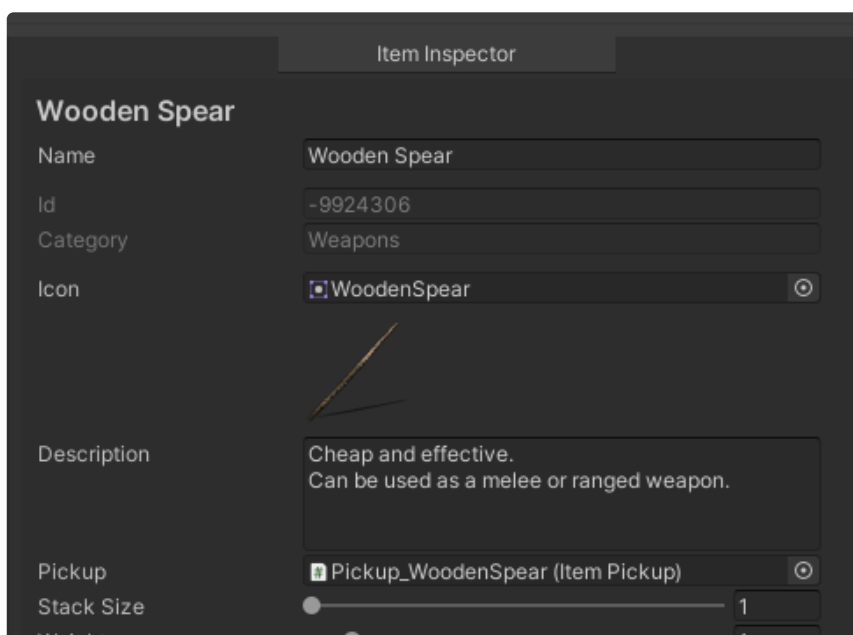 Item Inspector
Wooden Spear
Name Wooden Spear
Id -9924306
Category Weapons
Icon WoodenSpear
Description Cheap and effective.
Can be used as a melee or ranged weapon.
Pickup # Pickup_WoodenSpear (Item Pickup)
Stack Size 1